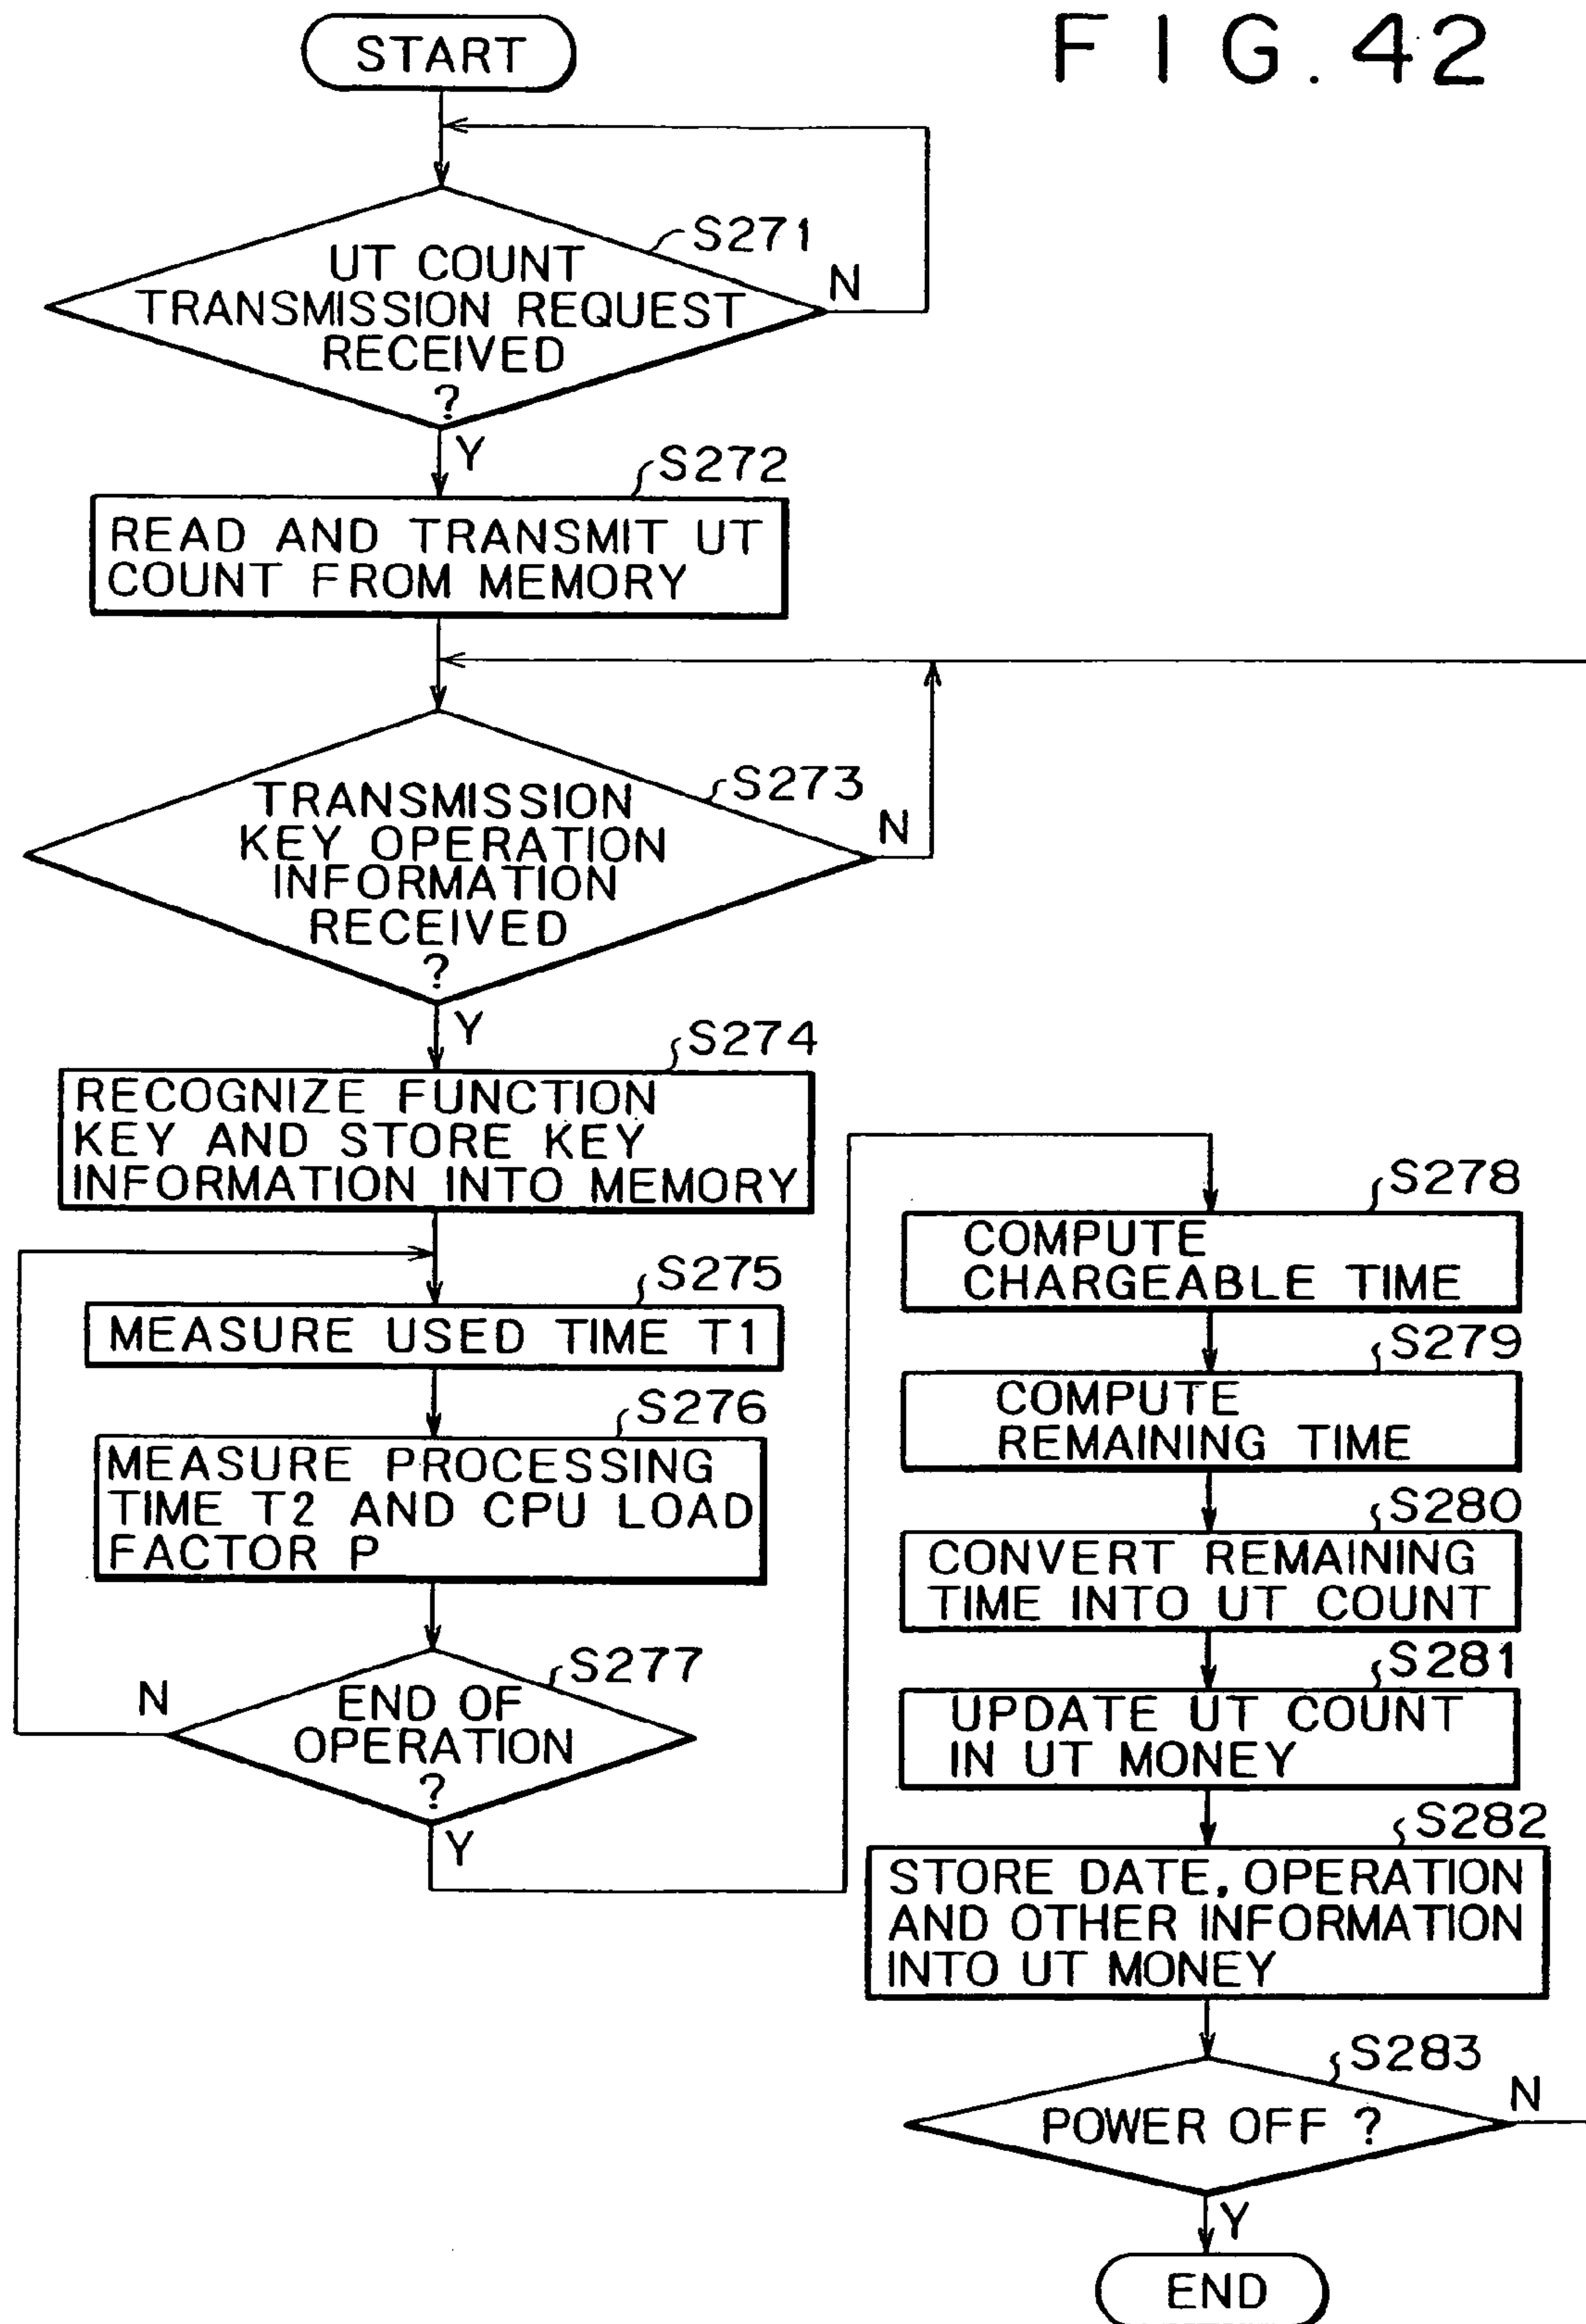 FIG. 42
START
S271
UT COUNT
TRANSMISSION REQUEST
RECEIVED
?
N
Y
S272
READ AND TRANSMIT UT
COUNT FROM MEMORY
S273
TRANSMISSION
KEY OPERATION
INFORMATION
RECEIVED
?
N
Y
S274
RECOGNIZE FUNCTION
KEY AND STORE KEY
INFORMATION INTO MEMORY
S275
MEASURE USED TIME T1
S276
MEASURE PROCESSING
TIME T2 AND CPU LOAD
FACTOR P
S277
END OF
OPERATION
?
N
Y
S278
COMPUTE
CHARGEABLE TIME
S279
COMPUTE
REMAINING TIME
S280
CONVERT REMAINING
TIME INTO UT COUNT
S281
UPDATE UT COUNT
IN UT MONEY
S282
STORE DATE, OPERATION
AND OTHER INFORMATION
INTO UT MONEY
S283
POWER OFF ?
N
Y
END